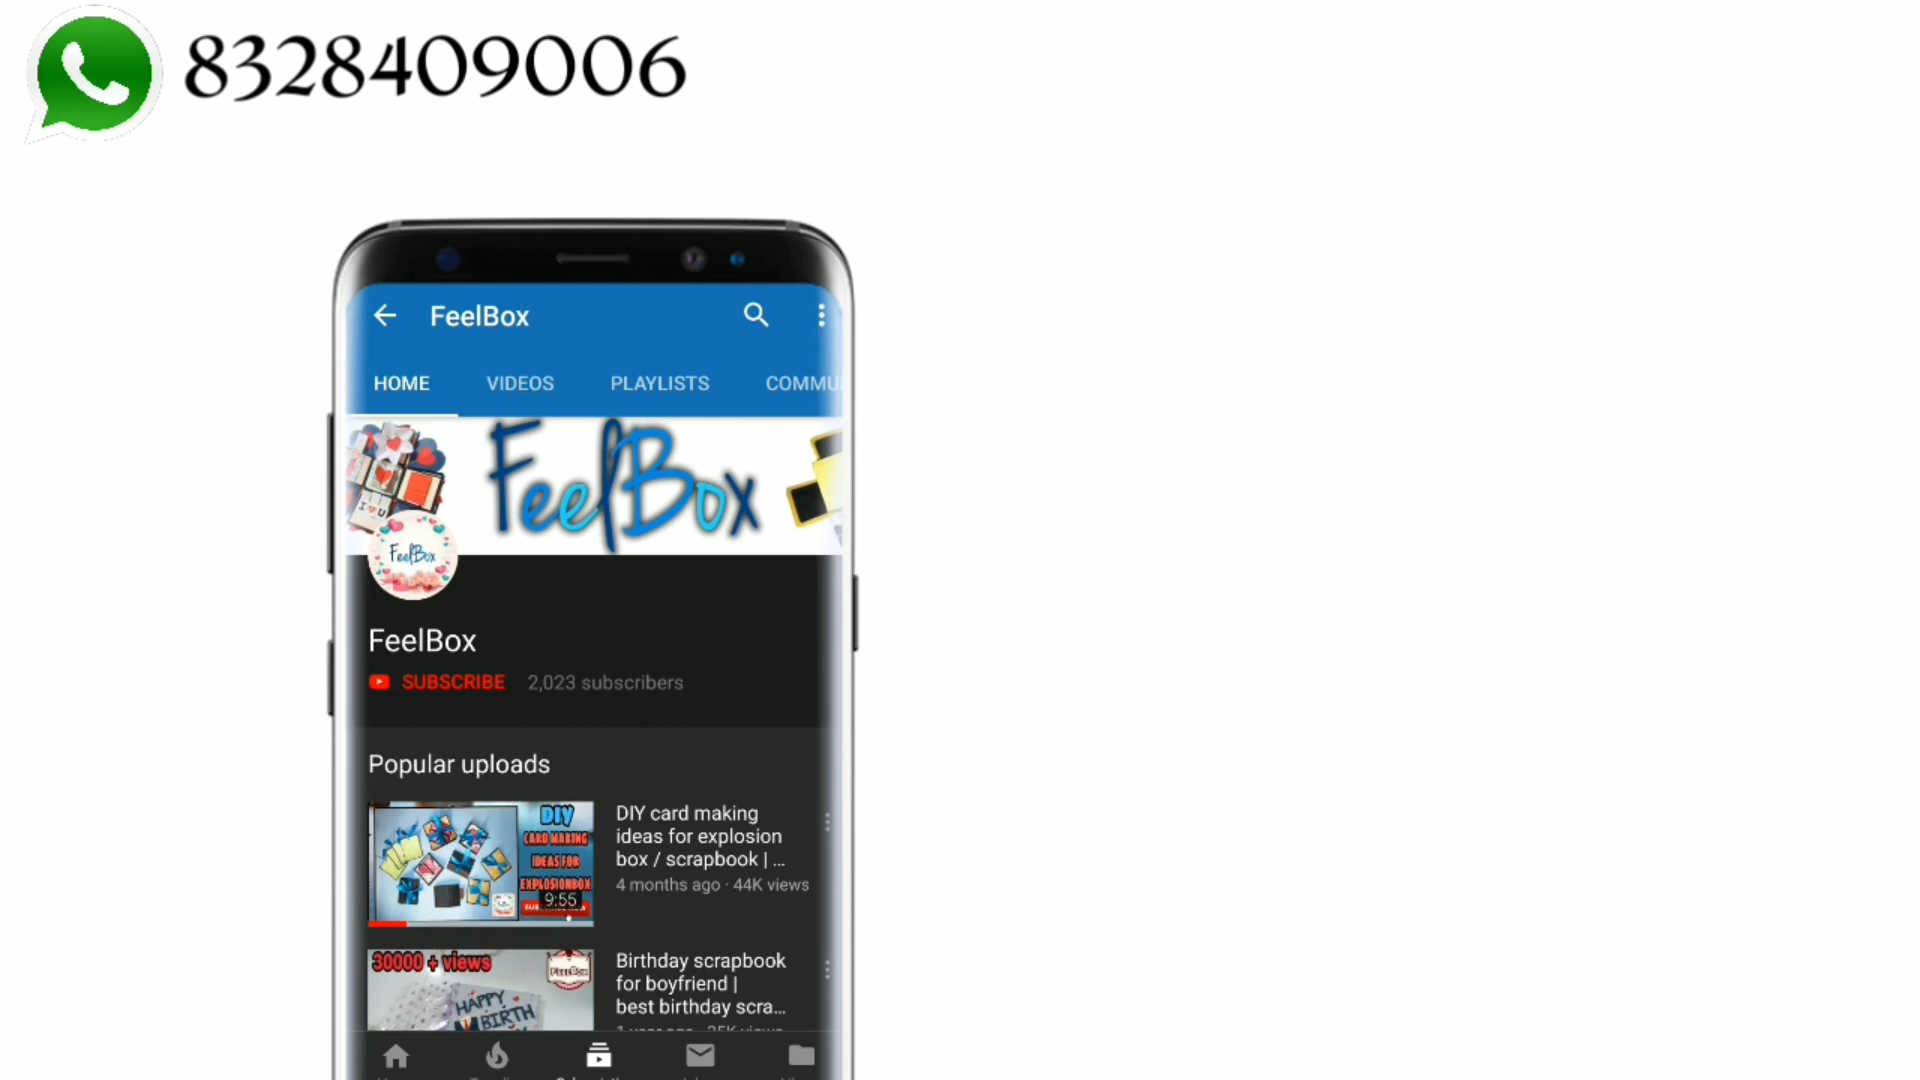 8328409006
FeelBox
HOME VIDEOS PLAYLISTS COMMU
FeelBox
I U
FeelBox
FeelBox
SUBSCRIBE 2,023 subscribers
Popular uploads
DIY
CARD MAKING
IDEAS FOR
EXPLOSIONBOX
9:55
DIY card making
ideas for explosion
box / scrapbook | ...
4 months ago · 44K views
30000 + views
FEELBOX
HAPPY
BIRTH
Birthday scrapbook
for boyfriend |
best birthday scra...